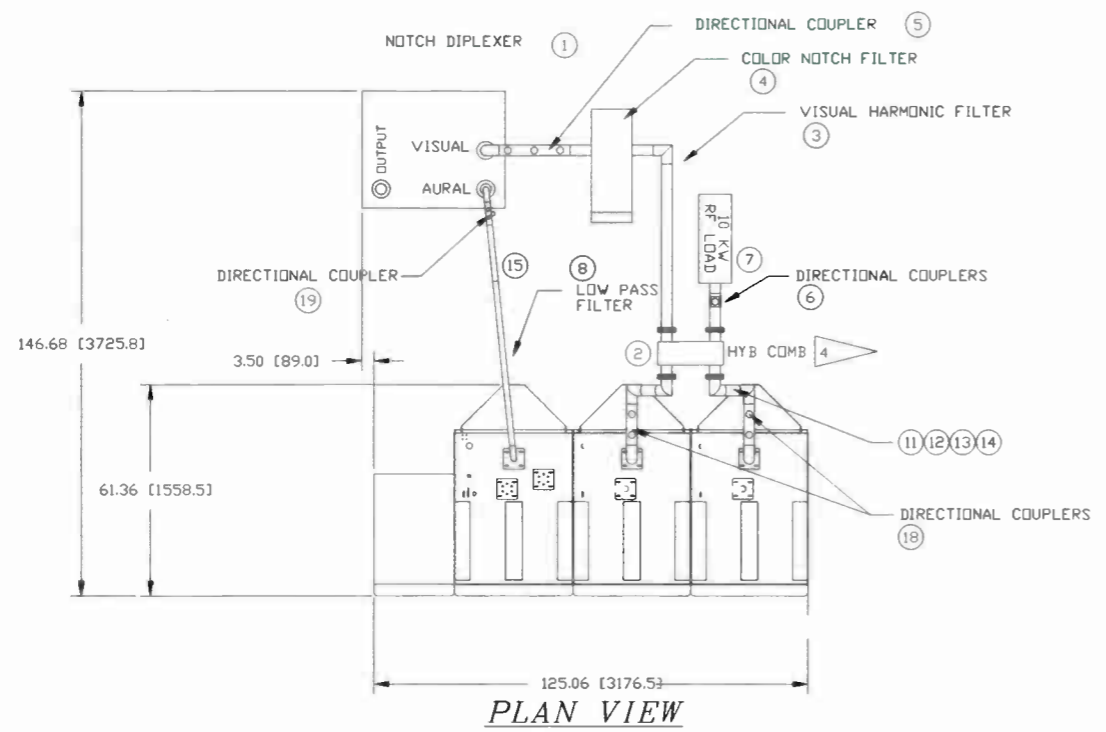 DIRECTIONAL COUPLER 5
NOTCH DIPLEXER 1
COLOR NOTCH FILTER
4
VISUAL HARMONIC FILTER
3
OUTPUT
VISUAL
AURAL
10 KW
RF LOAD
7
DIRECTIONAL COUPLER
19
15
8
LOW PASS
FILTER
DIRECTIONAL COUPLERS
6
146.68 [3725.8]
3.50 [89.0]
2
HYB COMB 4
11 12 13 14
61.36 [1558.5]
DIRECTIONAL COUPLERS
18
125.06 [3176.5]
PLAN VIEW